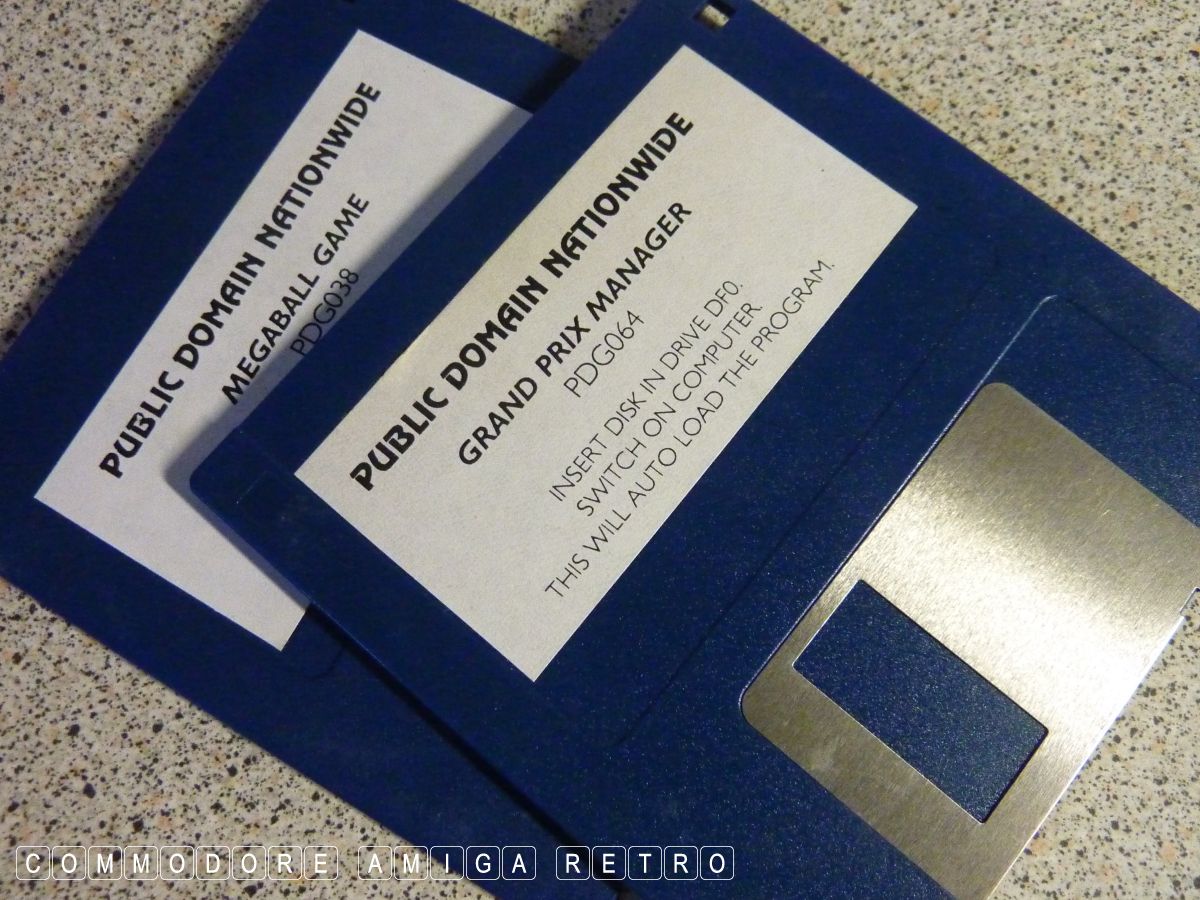 PUBLIC DOMAIN NATIONWIDE
MEGABALL GAME
PDG038
PUBLIC DOMAIN NATIONWIDE
GRAND PRIX MANAGER
PDG064
INSERT DISK IN DRIVE DF0.
SWITCH ON COMPUTER
THIS WILL AUTO LOAD THE PROGRAM.
COMMODORE AMIGA RETRO